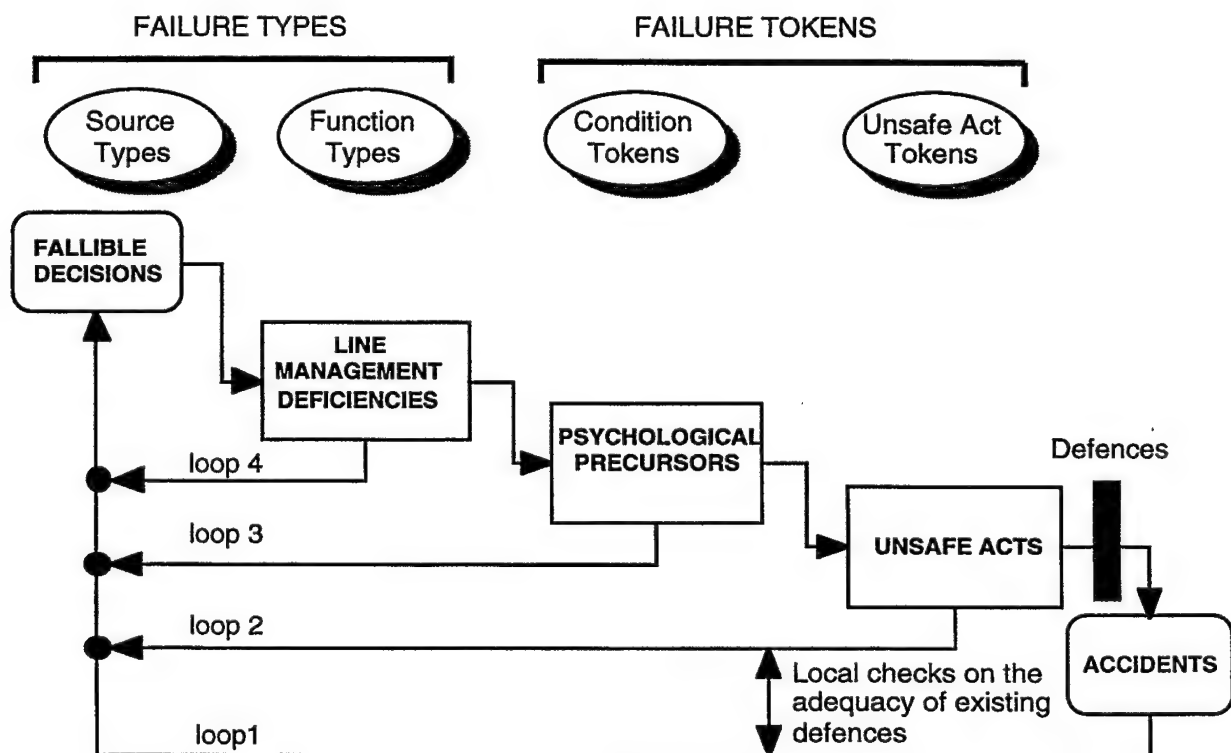 FAILURE TYPES
FAILURE TOKENS
Source
Types
Function
Types
Condition
Tokens
Unsafe Act
Tokens
FALLIBLE
DECISIONS
LINE
MANAGEMENT
DEFICIENCIES
PSYCHOLOGICAL
PRECURSORS
Defences
loop 4
UNSAFE ACTS
loop 3
loop 2
ACCIDENTS
Local checks on the
adequacy of existing
defences
loop1